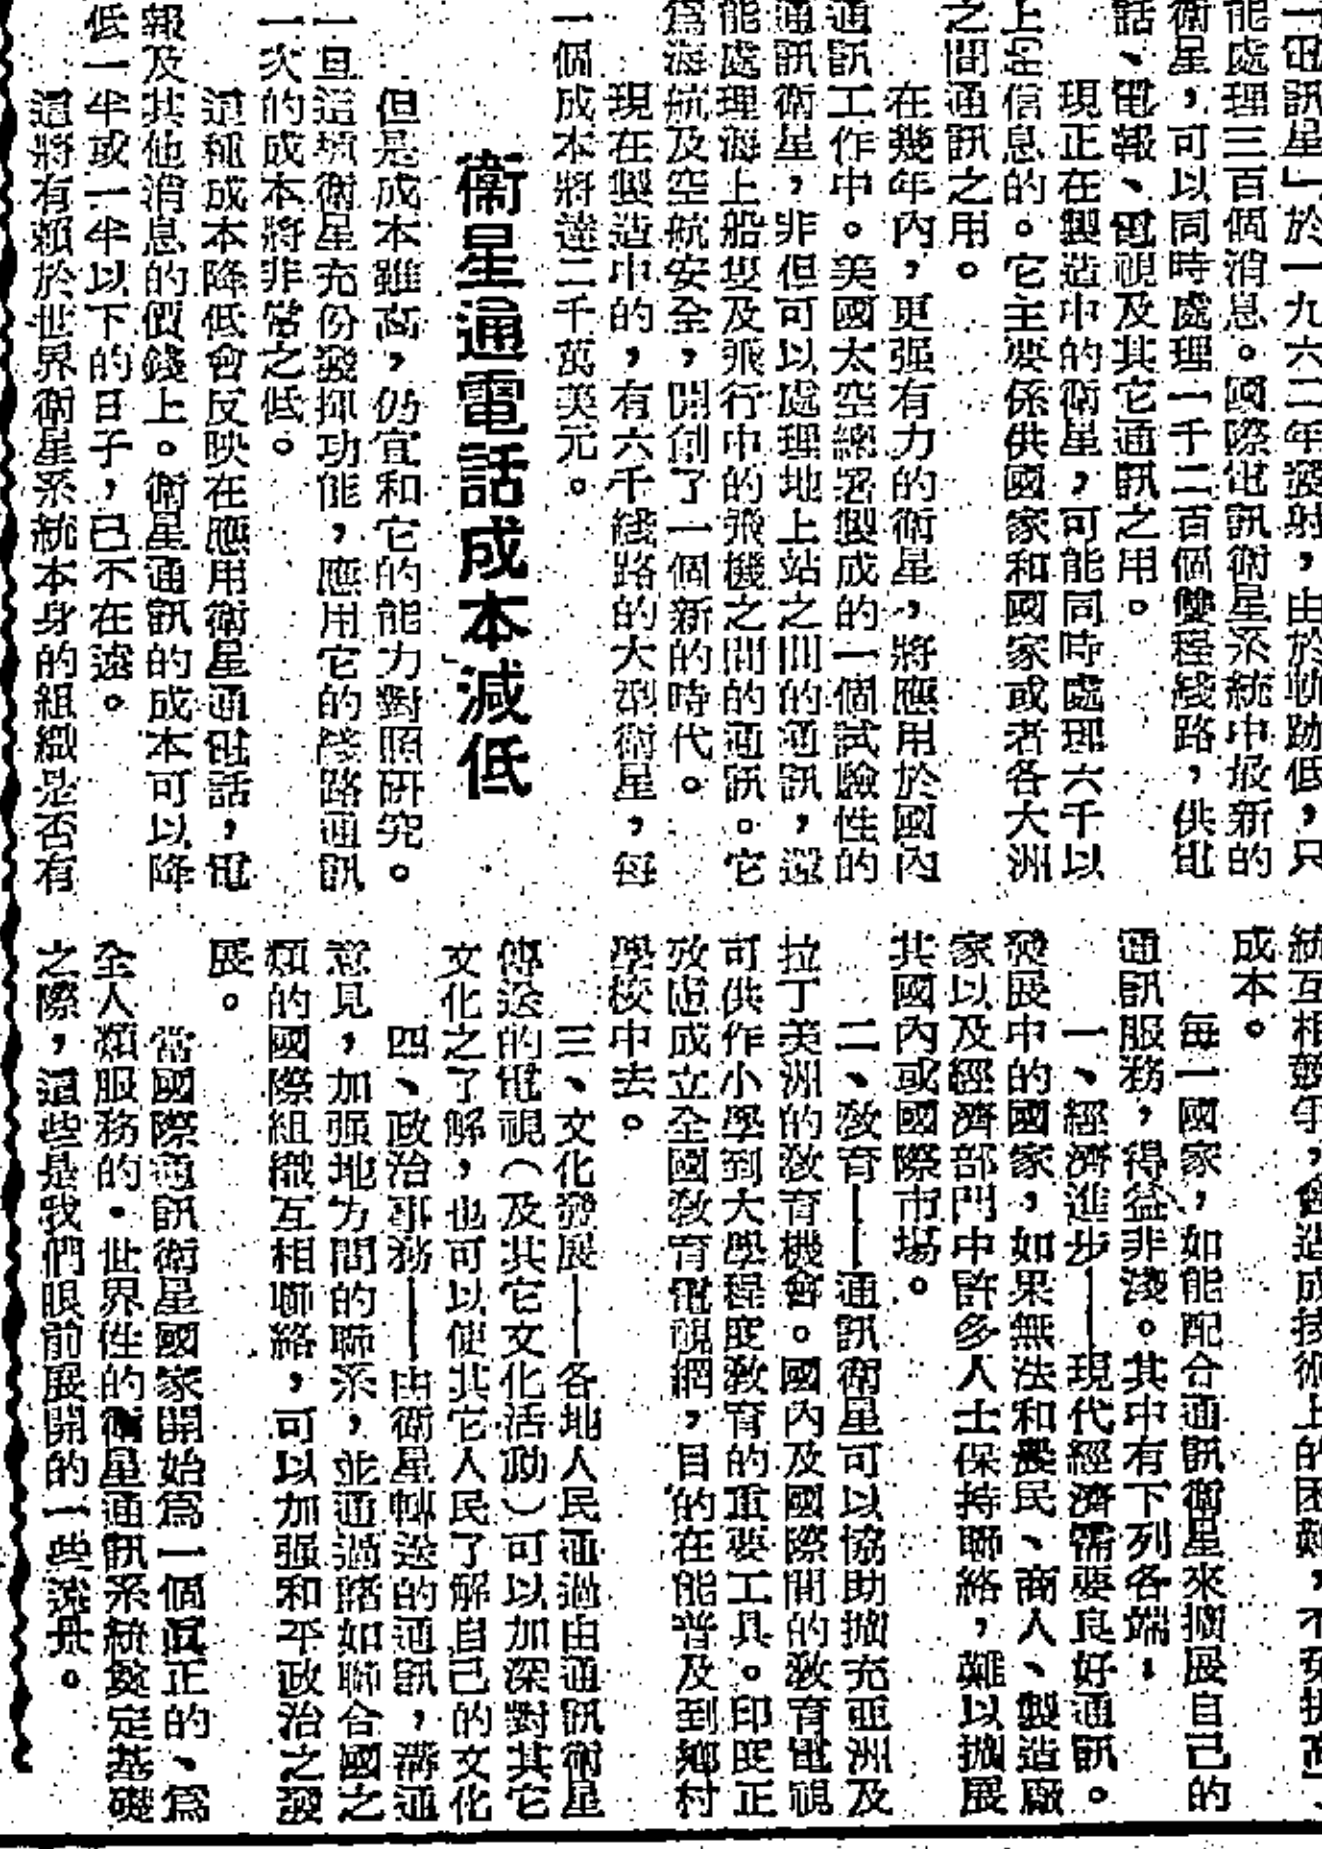 電訊星」於一九六二年發射，由於軌跡低，只
能處理三百個消息。國際電訊衛星系統中最新的
衛星，可以同時處理一千二百個雙程綫路，供電
話、電報、電視及其它通訊之用。
現正在製造中的衛星，可能同時處理六千以
上信息的。它主要係供國家和國家或者各大洲
之間通訊之用。
在幾年內，更强有力的衛星，將應用於國內
通訊工作中。美國太空總署製成的一個試驗性的
通訊衛星，非但可以處理地上站之間的通訊，還
能處理海上船隻及飛行中的飛機之間的通訊。它
爲海航及空航安全，開創了一個新的時代。
現在製造中的，有六千綫路的大型衛星，每
一個成本將達二千萬美元。
衞星通電話成本減低
但是成本雖高，仍宜和它的能力對照研究。
一旦這項衛星充份發揮功能，應用它的綫路通訊
一次的成本將非常之低。
這種成本降低會反映在應用衛星通電話，電
報及其他消息的價錢上。衛星通訊的成本可以降
低一半或一半以下的日子，已不在遠。
這將有賴於世界衛星系統本身的組織是否有
統互相競爭，會造成技術上的困難，不免提高
成本。
每一國家，如能配合通訊衛星來擴展自己的
通訊服務，得益非淺。其中有下列各端，
一、經濟進步——現代經濟需要良好通訊。
發展中的國家，如果無法和農民、商人、製造廠
家以及經濟部門中許多人士保持聯絡，難以擴展
其國內或國際市場。
二、敎育——通訊衛星可以協助擴充亞洲及
拉丁美洲的敎育機會。國內及國際間的敎育電視
可供作小學到大學程度敎育的重要工具。印度正
攷慮成立全國敎育電視網，目的在能普及到鄉村
學校中去。
三、文化發展——各地人民通過由通訊衛星
傳送的電視（及其它文化活動）可以加深對其它
文化之了解，也可以使其它人民了解自己的文化
四、政治事務——由衛星轉送的通訊，溝通
意見，加强地方間的聯系，並通過諸如聯合國之
類的國際組織互相聯絡，可以加强和平政治之發
展。
當國際通訊衛星國家開始爲一個眞正的、爲
全人類服務的・世界性的衛星通訊系統奠定基礎
之際，這些是我們眼前展開的一些遠景。